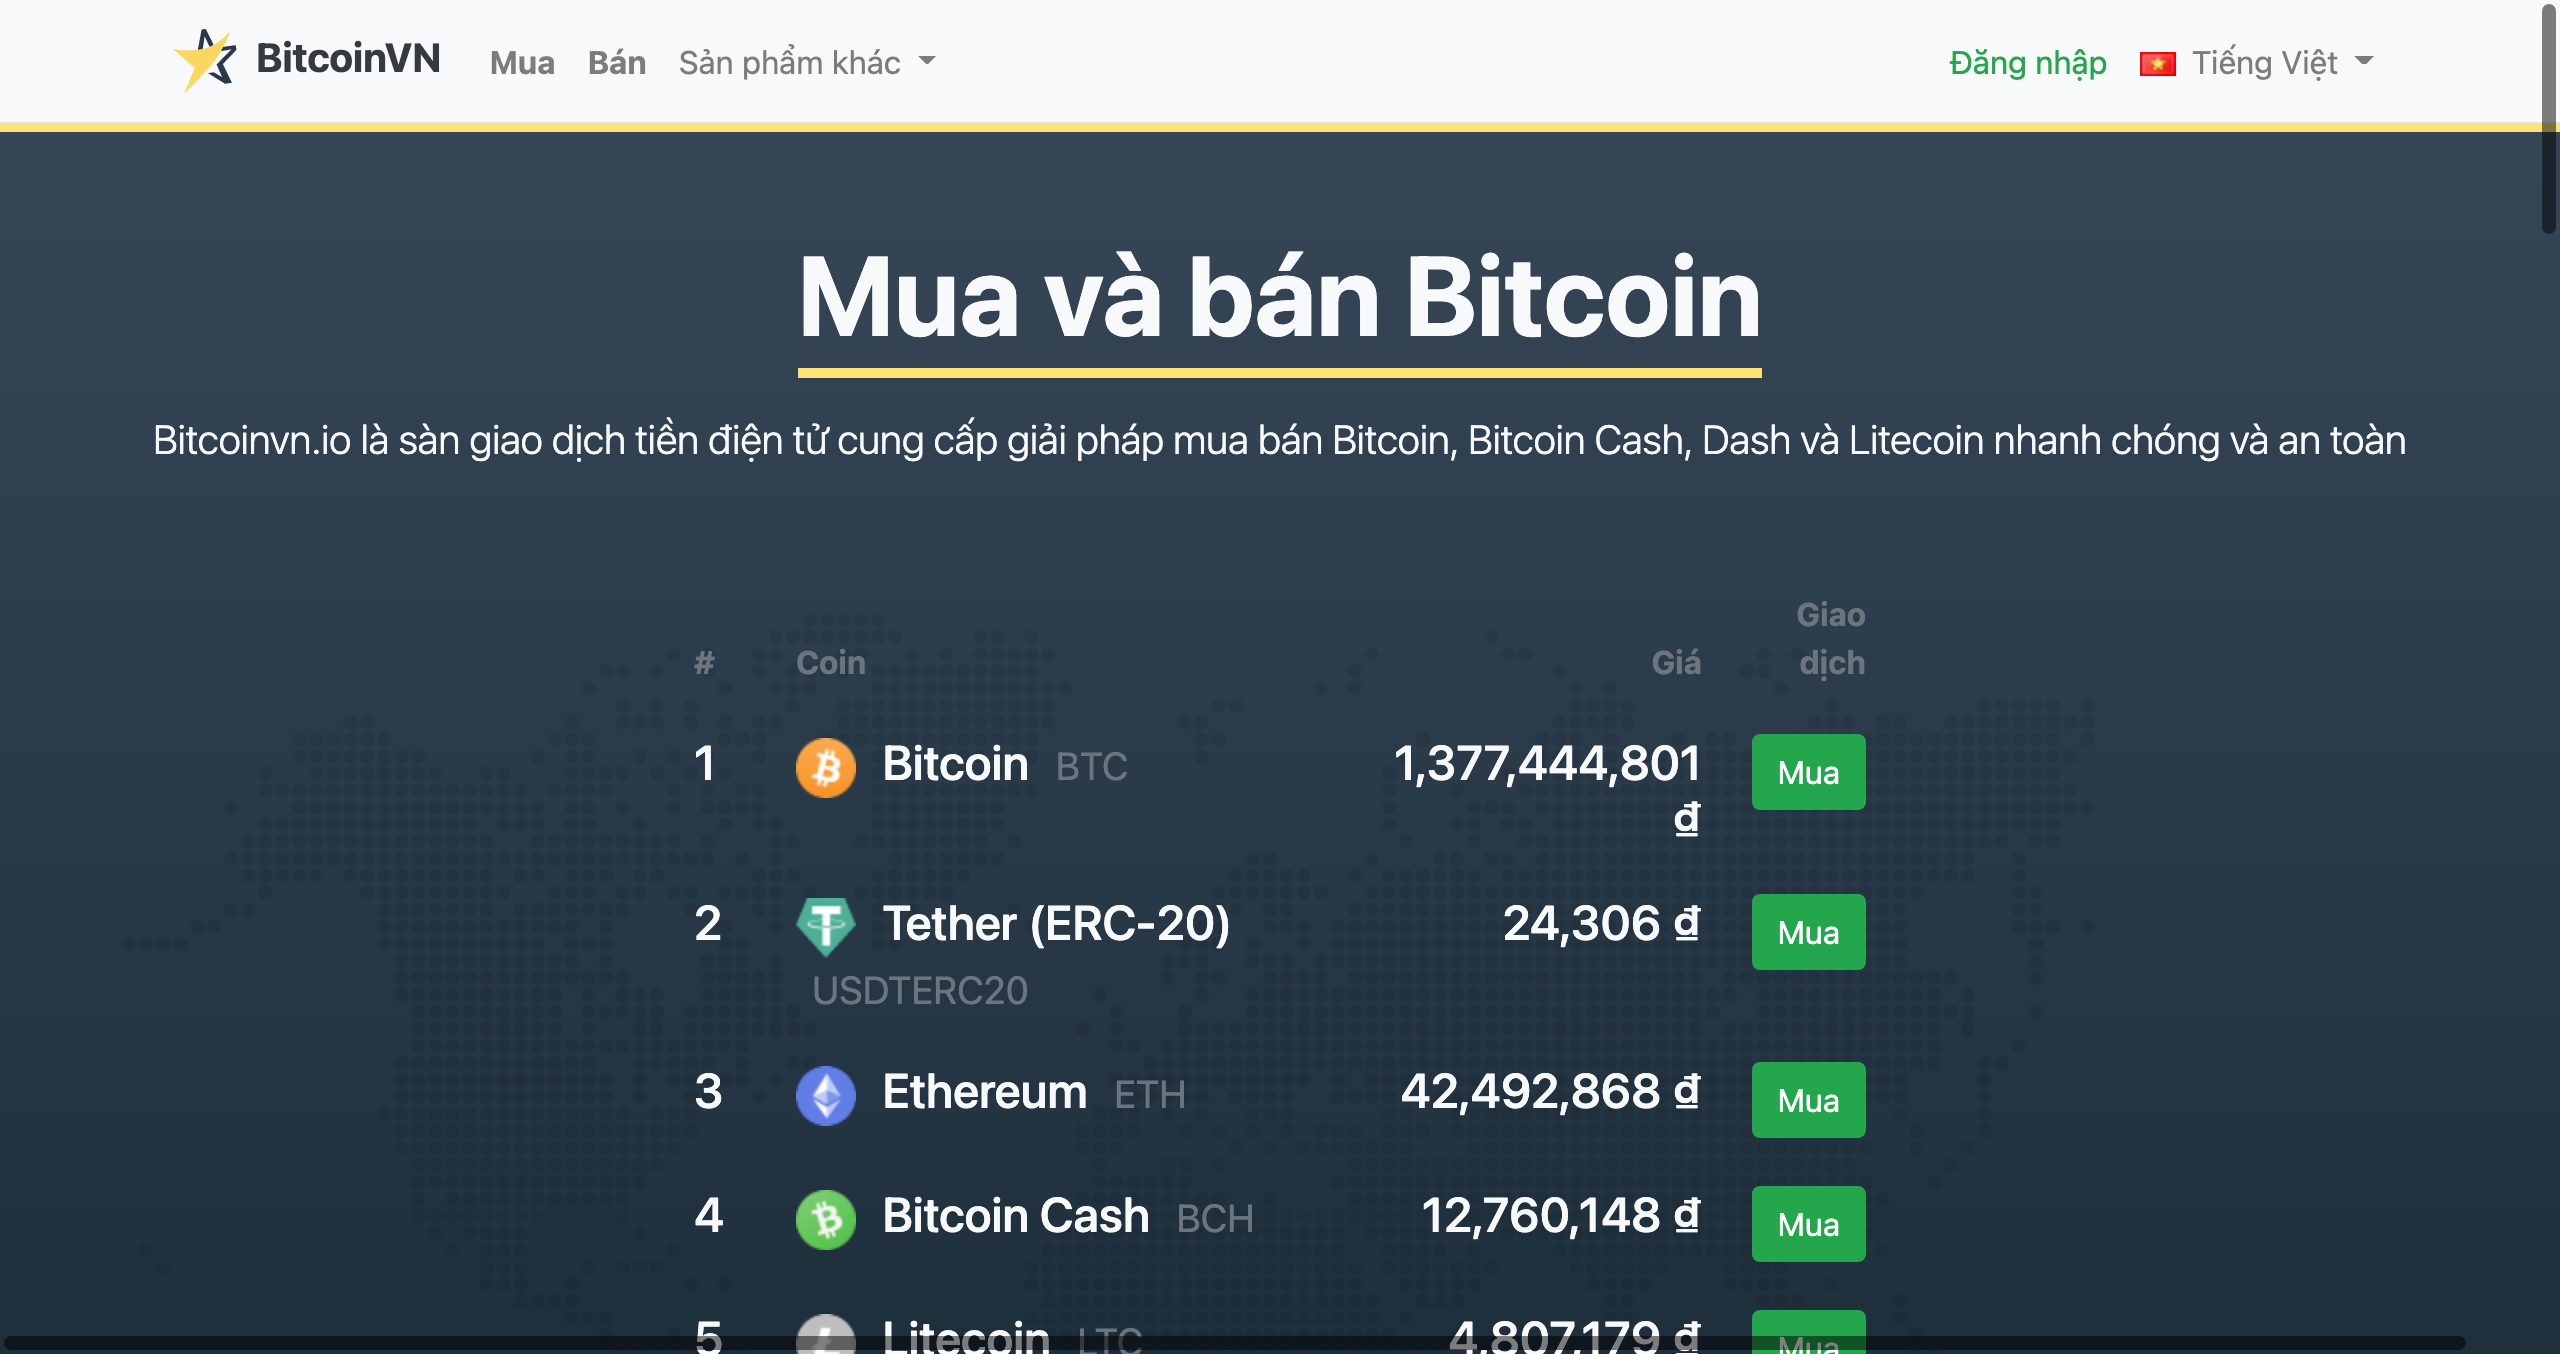 BitcoinVN Mua Bán Sản phẩm khác Đăng nhập Tiếng Việt
Mua và bán Bitcoin
Bitcoinvn.io là sàn giao dịch tiền điện tử cung cấp giải pháp mua bán Bitcoin, Bitcoin Cash, Dash và Litecoin nhanh chóng và an toàn
# Coin Giá Giao dịch
1 Bitcoin BTC 1,377,444,801 ₫ Mua
2 Tether (ERC-20) USDTERC20 24,306 ₫ Mua
3 Ethereum ETH 42,492,868 ₫ Mua
4 Bitcoin Cash BCH 12,760,148 ₫ Mua
5 Litecoin LTC 4,807,179 ₫ Mua